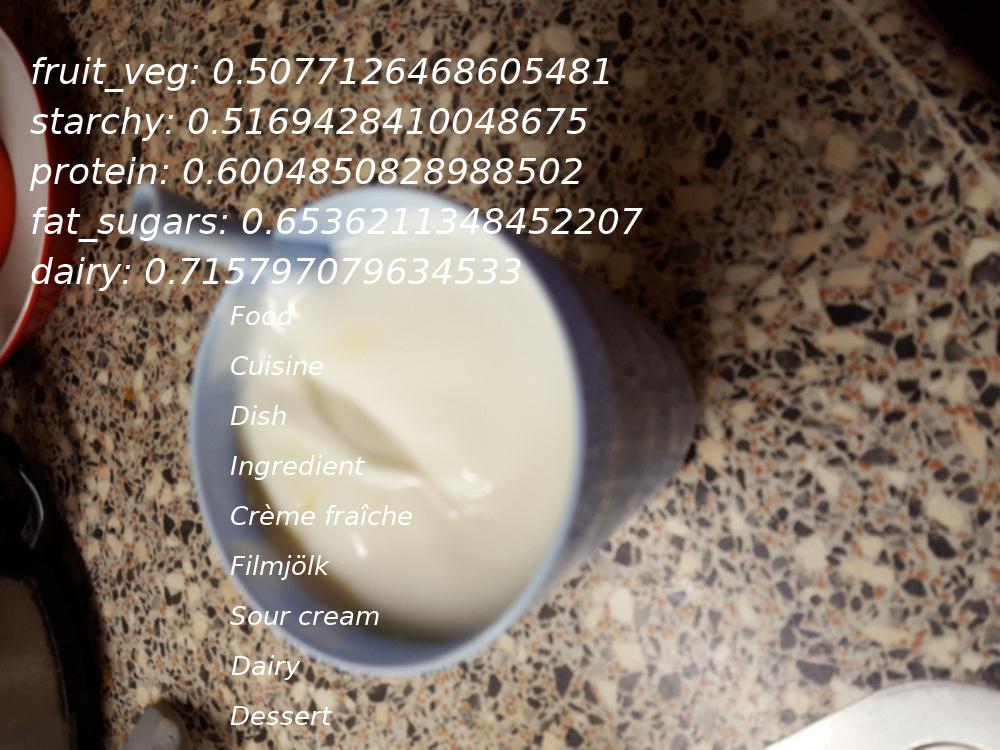 fruit_veg: 0.5077126468605481
starchy: 0.5169428410048675
protein: 0.6004850828988502
fat_sugars: 0.6536211348452207
dairy: 0.715797079634533
Food
Cuisine
Dish
Ingredient
Crème fraîche
Filmjölk
Sour cream
Dairy
Dessert